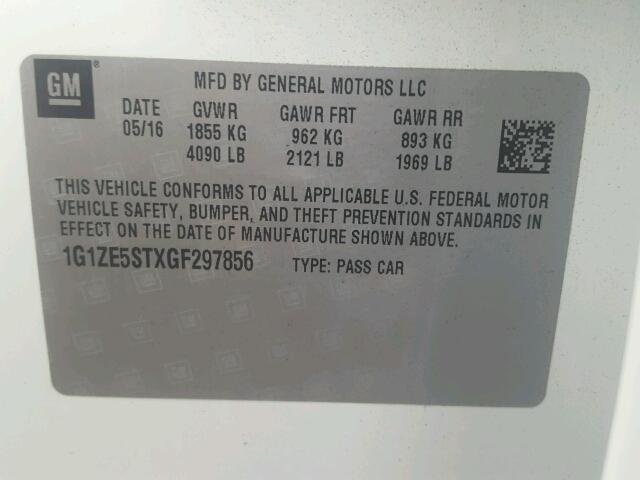 GM®
MFD BY GENERAL MOTORS LLC
DATE GVWR GAWR FRT GAWR RR
05/16 1855 KG 962 KG 893 KG
4090 LB 2121 LB 1969 LB
THIS VEHICLE CONFORMS TO ALL APPLICABLE U.S. FEDERAL MOTOR
VEHICLE SAFETY, BUMPER, AND THEFT PREVENTION STANDARDS IN
EFFECT ON THE DATE OF MANUFACTURE SHOWN ABOVE.
1G1ZE5STXGF297856 TYPE: PASS CAR